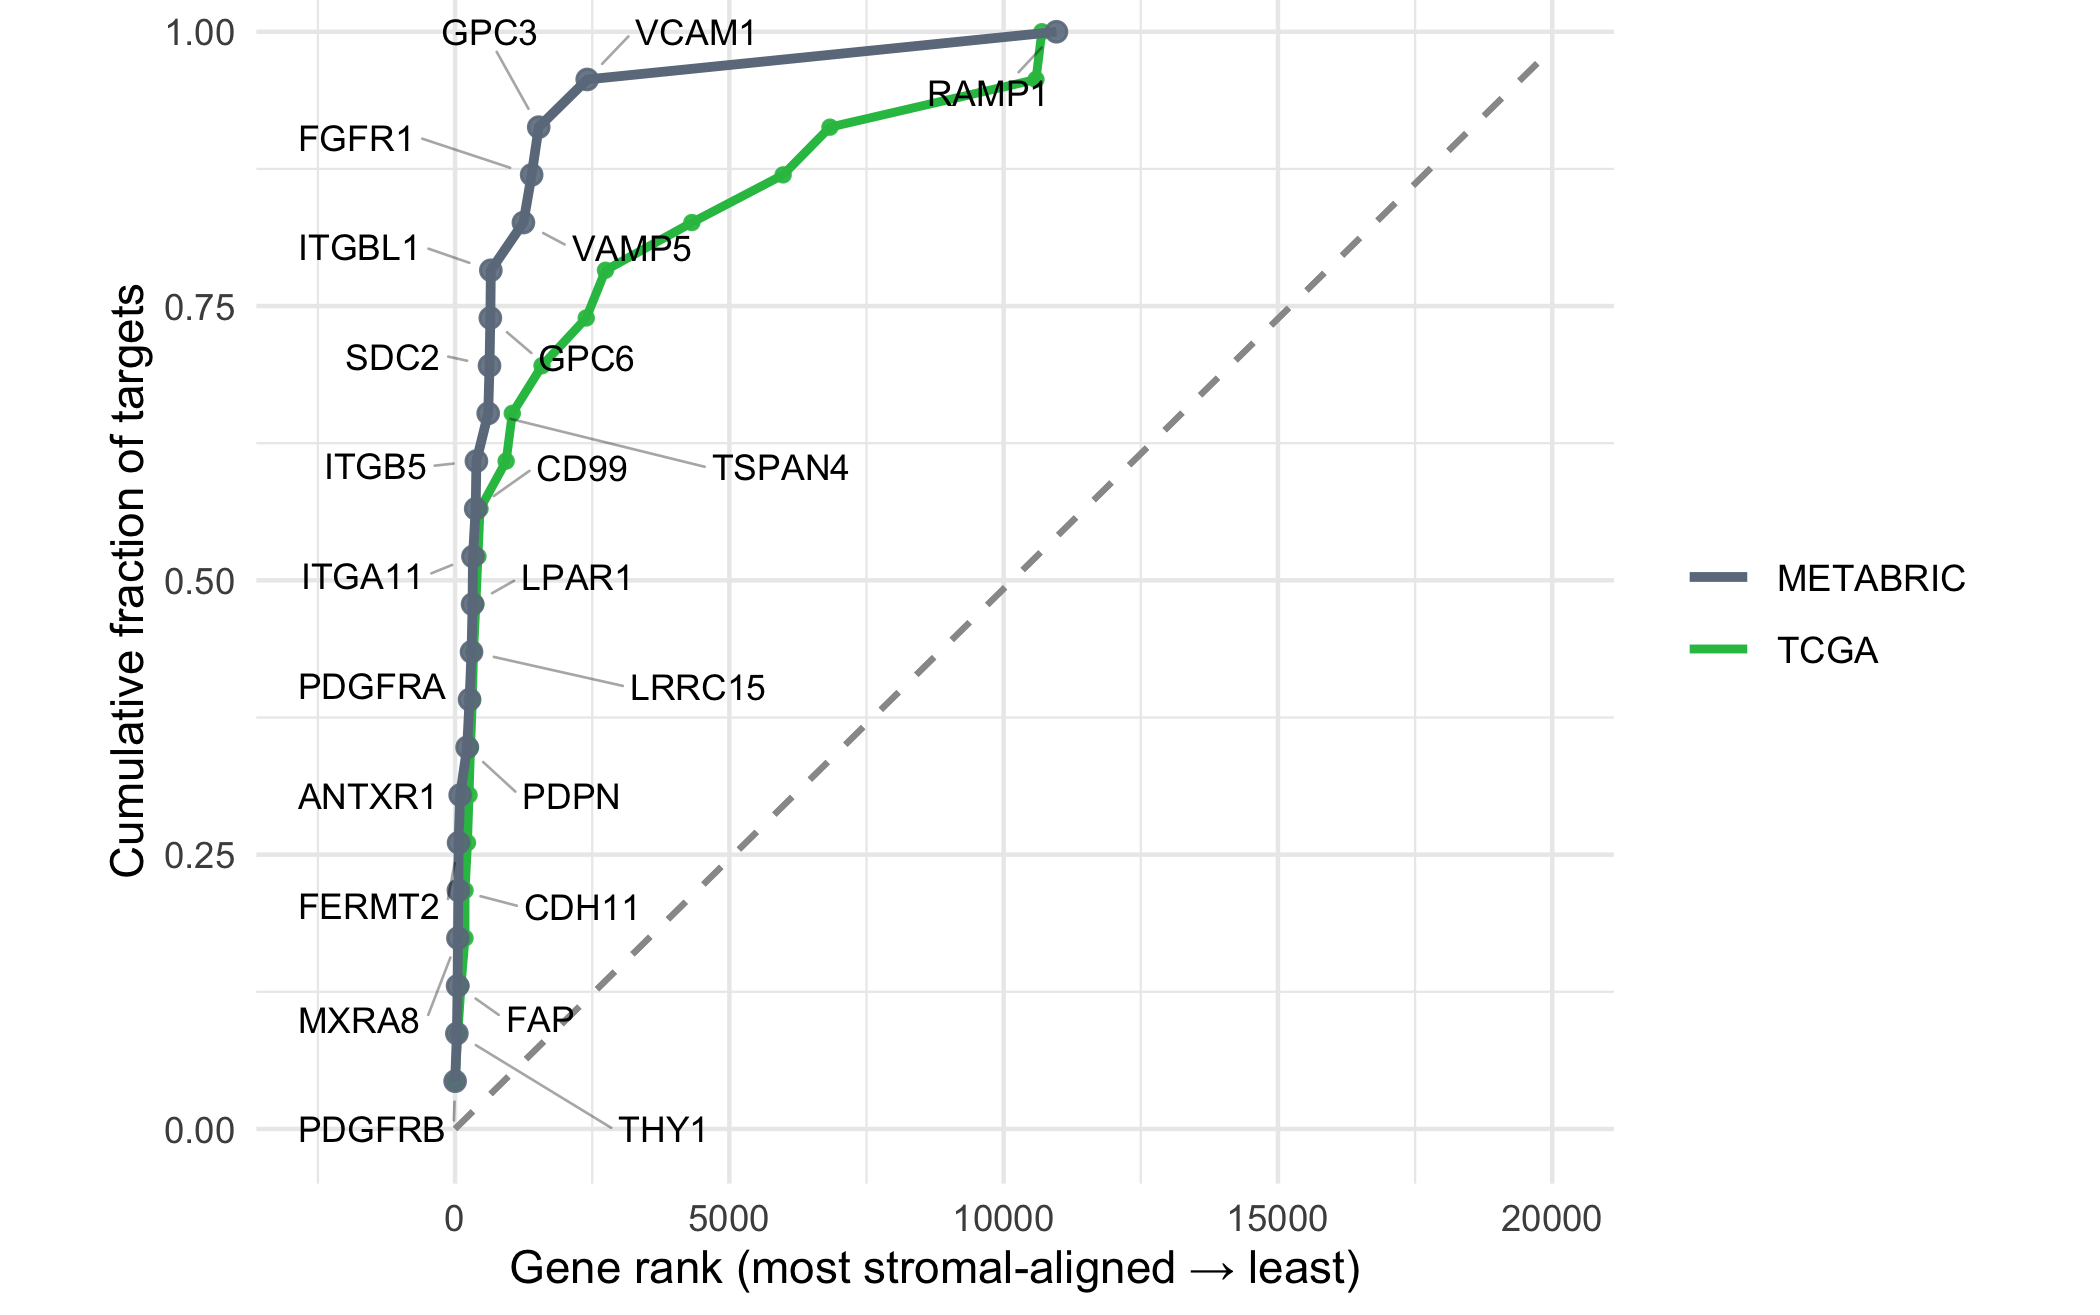 1.00
GPC3
VCAM1
RAMP1
FGFR1
ITGBL1
VAMP5
0.75
SDC2
GPC6
ITGB5
CD99
TSPAN4
ITGA11
LPAR1
0.50
METABRIC
TCGA
PDGFRA
LRRC15
ANTXR1
PDPN
0.25
FERMT2
CDH11
MXRA8
FAP
0.00
PDGFRB
THY1
Cumulative fraction of targets
0
5000
10000
15000
20000
Gene rank (most stromal-aligned → least)